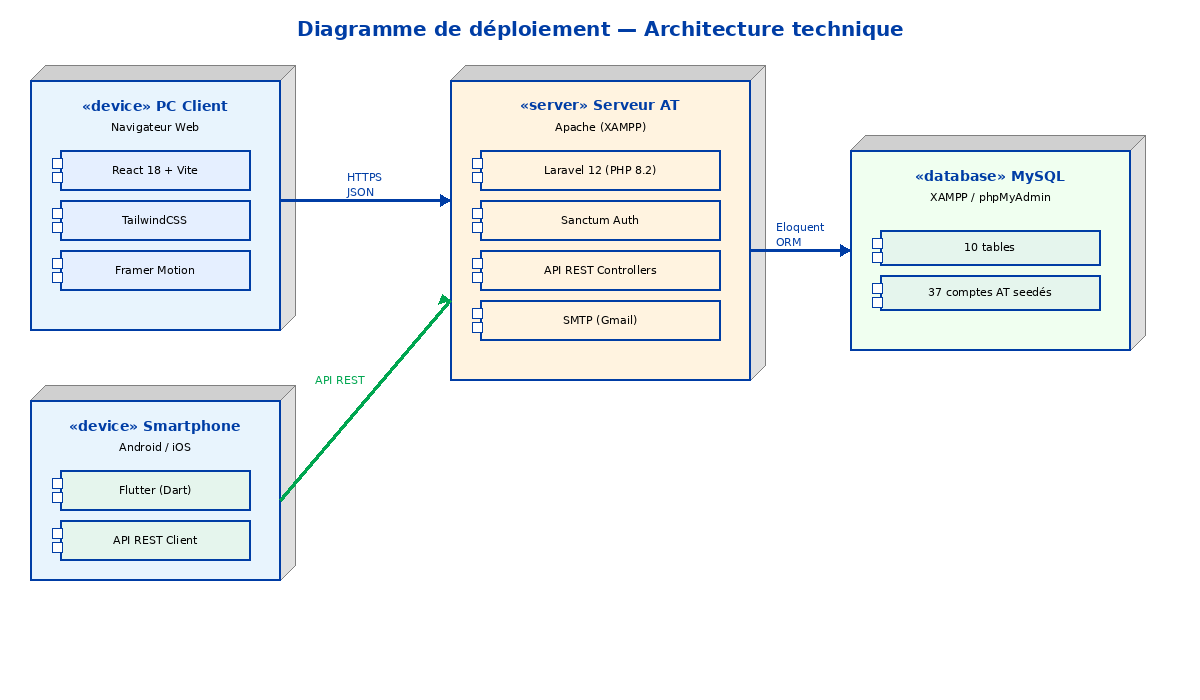 Diagramme de déploiement — Architecture technique
«device» PC Client
Navigateur Web
React 18 + Vite
TailwindCSS
Framer Motion
HTTPS
JSON
«server» Serveur AT
Apache (XAMPP)
Laravel 12 (PHP 8.2)
Sanctum Auth
API REST Controllers
SMTP (Gmail)
Eloquent
ORM
«database» MySQL
XAMPP / phpMyAdmin
10 tables
37 comptes AT seedés
API REST
«device» Smartphone
Android / iOS
Flutter (Dart)
API REST Client